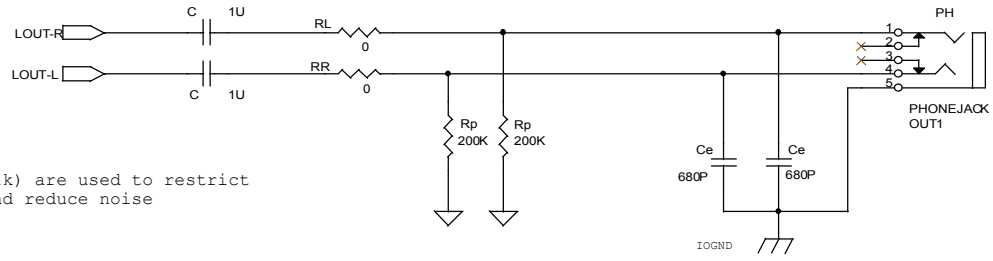 C
1U
RL
0
LOUT-R
LOUT-L
RR
0
C
1U
PH
1
2
3
4
5
PHONEJACK
OUT1
Rp
200K
Rp
200K
Ce
680P
Ce
680P
k) are used to restrict
nd reduce noise
IOGND